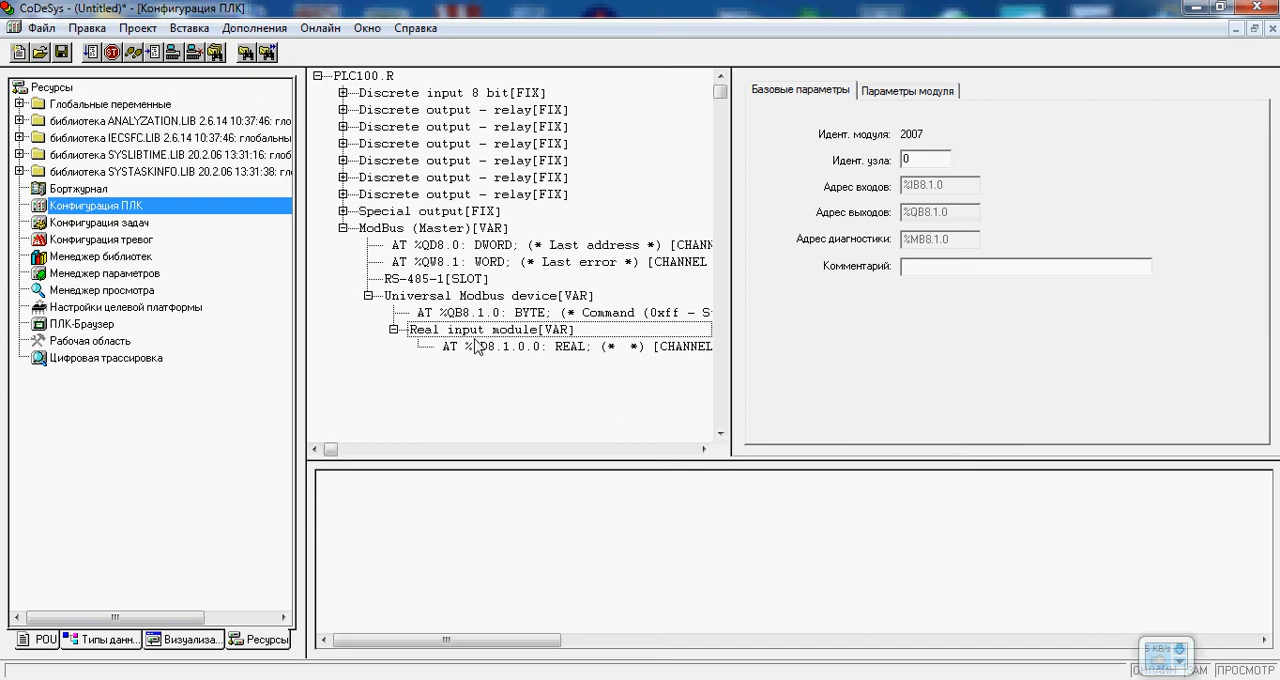 CoDeSys - (Untitled)* - [Конфигурация ПЛК]
Файл Правка Проект Вставка Дополнения Онлайн Окно Справка
Ресурсы
Глобальные переменные
библиотека ANALYZATION.LIB 2.6.14 10:37:46: гло
библиотека IECSFC.LIB 2.6.14 10:37:46: глобальны
библиотека SYSLIBTIME.LIB 20.2.06 13:31:16: глоб
библиотека SYSTASKINFO.LIB 20.2.06 13:31:38: гло
Бортжурнал
Конфигурация ПЛК
Конфигурация задач
Конфигурация тревог
Менеджер библиотек
Менеджер параметров
Менеджер просмотра
Настройки целевой платформы
ПЛК-Браузер
Рабочая область
Цифровая трассировка
POU Типы данн... Визуализа... Ресурсы
PLC100.R
Discrete input 8 bit[FIX]
Discrete output - relay[FIX]
Discrete output - relay[FIX]
Discrete output - relay[FIX]
Discrete output - relay[FIX]
Discrete output - relay[FIX]
Discrete output - relay[FIX]
Special output[FIX]
ModBus (Master)[VAR]
AT %QD8.0: DWORD; (* Last address *) [CHANN
AT %QW8.1: WORD; (* Last error *) [CHANNEL
RS-485-1[SLOT]
Universal Modbus device[VAR]
AT %QB8.1.0: BYTE; (* Command (0xff - S
Real input module[VAR]
AT % D8.1.0.0: REAL; (* *) [CHANNEL
Базовые параметры Параметры модуля
Идент. модуля: 2007
Идент. узла: 0
Адрес входов: %IB8.1.0
Адрес выходов: %QB8.1.0
Адрес диагностики: %MB8.1.0
Комментарий:
5 KB/s
ОНЛАЙН ЗАМ ПРОСМОТР